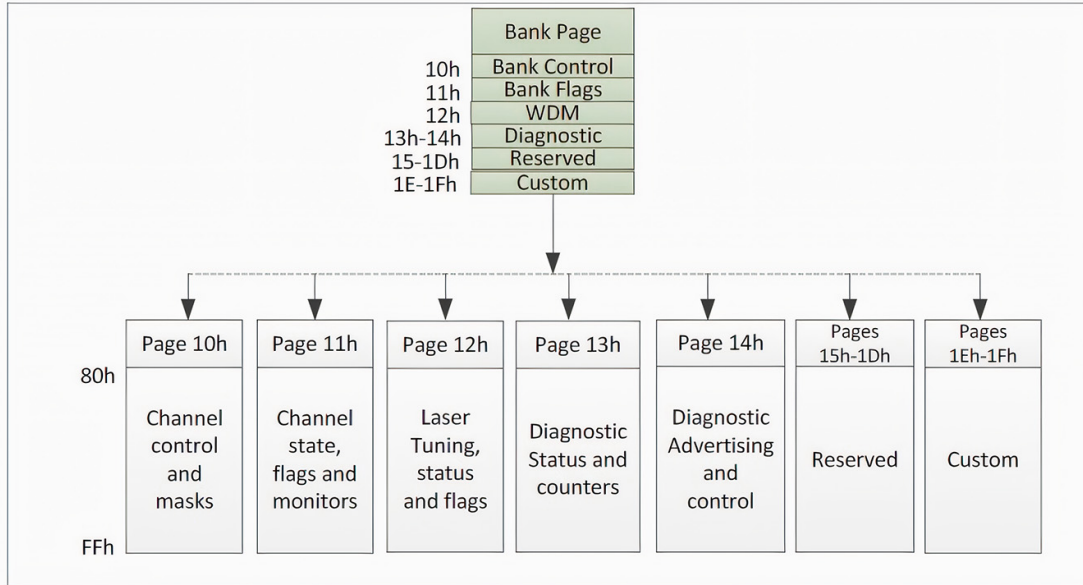 Bank Page
10h Bank Control
11h Bank Flags
12h WDM
13h-14h Diagnostic
15-1Dh Reserved
1E-1Fh Custom
Page 10h
Page 11h
Page 12h
Page 13h
Page 14h
Pages
15h-1Dh
Pages
1Eh-1Fh
80h
Channel
control
and
masks
Channel
state,
flags and
monitors
Laser
Tuning,
status
and flags
Diagnostic
Status and
counters
Diagnostic
Advertising
and
control
Reserved
Custom
FFh